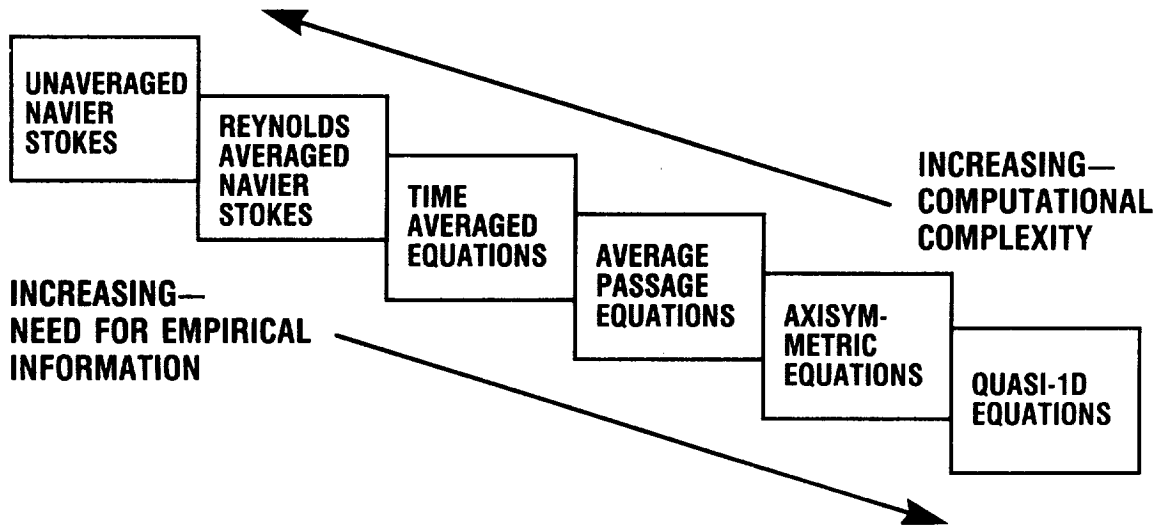 UNAVERAGED
NAVIER
STOKES
REYNOLDS
AVERAGED
NAVIER
STOKES
TIME
AVERAGED
EQUATIONS
AVERAGE
PASSAGE
EQUATIONS
AXISYM-
METRIC
EQUATIONS
QUASI-1D
EQUATIONS
INCREASING—
COMPUTATIONAL
COMPLEXITY
INCREASING—
NEED FOR EMPIRICAL
INFORMATION